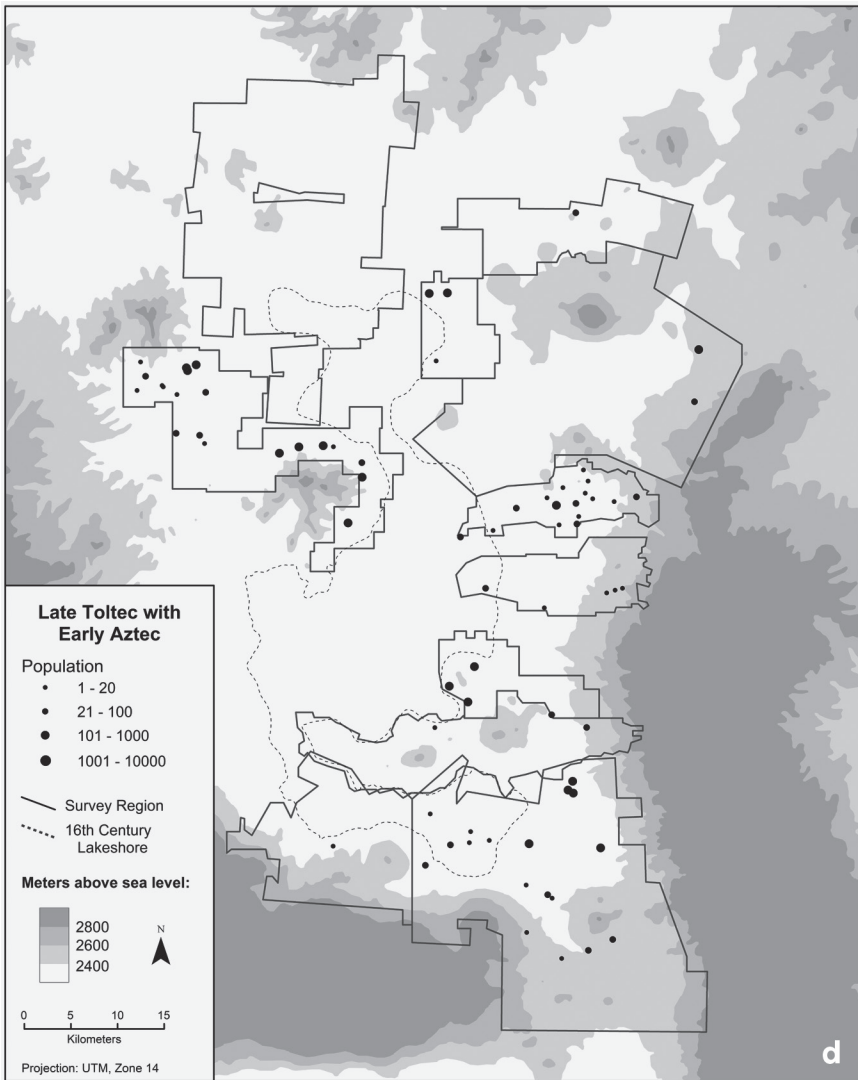 Late Toltec with
Early Aztec
Population
1 - 20
21 - 100
101 - 1000
1001 - 10000
Survey Region
16th Century
Lakeshore
Meters above sea level:
2800
2600
2400
N
0 5 10 15
Kilometers
Projection: UTM, Zone 14
d